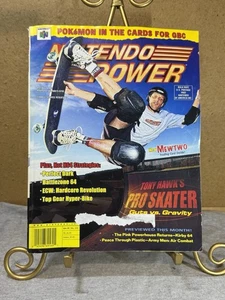 POKéMON IN THE CARDS FOR GBC
NINTENDO
POWER
MEWTWO
Plus, Hot N64 Strategies:
Perfect Dark
Battlezone 64
ECW: Hardcore Revolution
Top Gear Hyper-Bike
TONY HAWK'S
PRO SKATER
Guts vs. Gravity
PREVIEWED THIS MONTH!
The Pink Powerhouse Returns—Kirby 64
Peace Through Plastic—Army Men: Air Combat